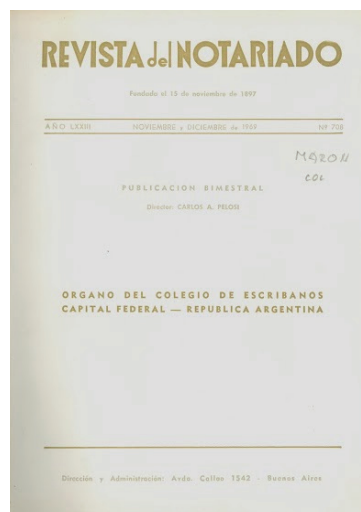 REVISTA del NOTARIADO
Fundada el 15 de noviembre de 1897
AÑO LXXIII NOVIEMBRE y DICIEMBRE de 1969 Nº 708
COL
PUBLICACION BIMESTRAL
Director: CARLOS A. PELOSI
ORGANO DEL COLEGIO DE ESCRIBANOS
CAPITAL FEDERAL — REPUBLICA ARGENTINA
Dirección y Administración: Avda. Callao 1542 - Buenos Aires